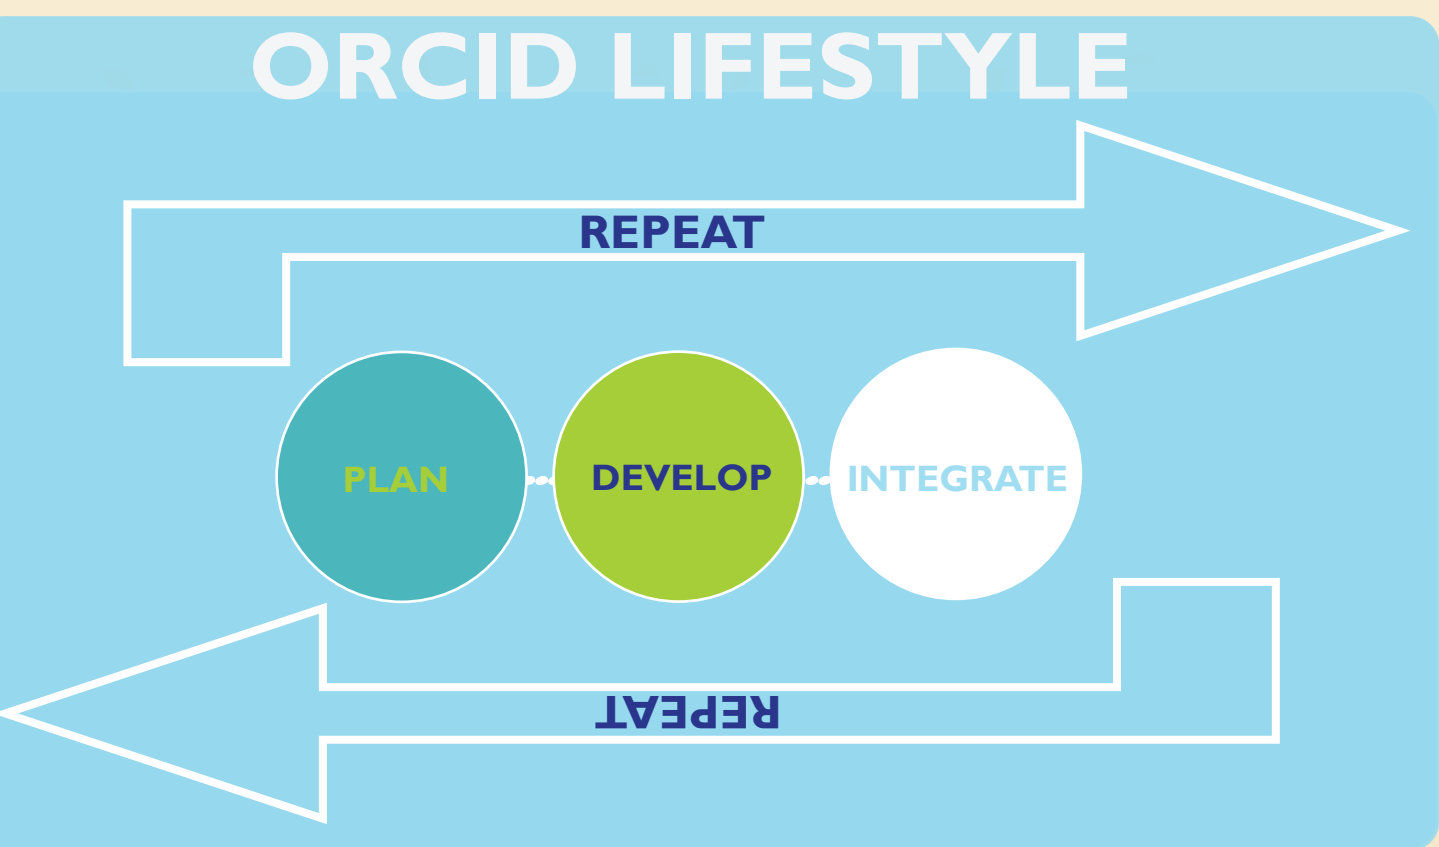 ORCID LIFESTYLE
REPEAT
PLAN
DEVELOP
INTEGRATE
REPEAT